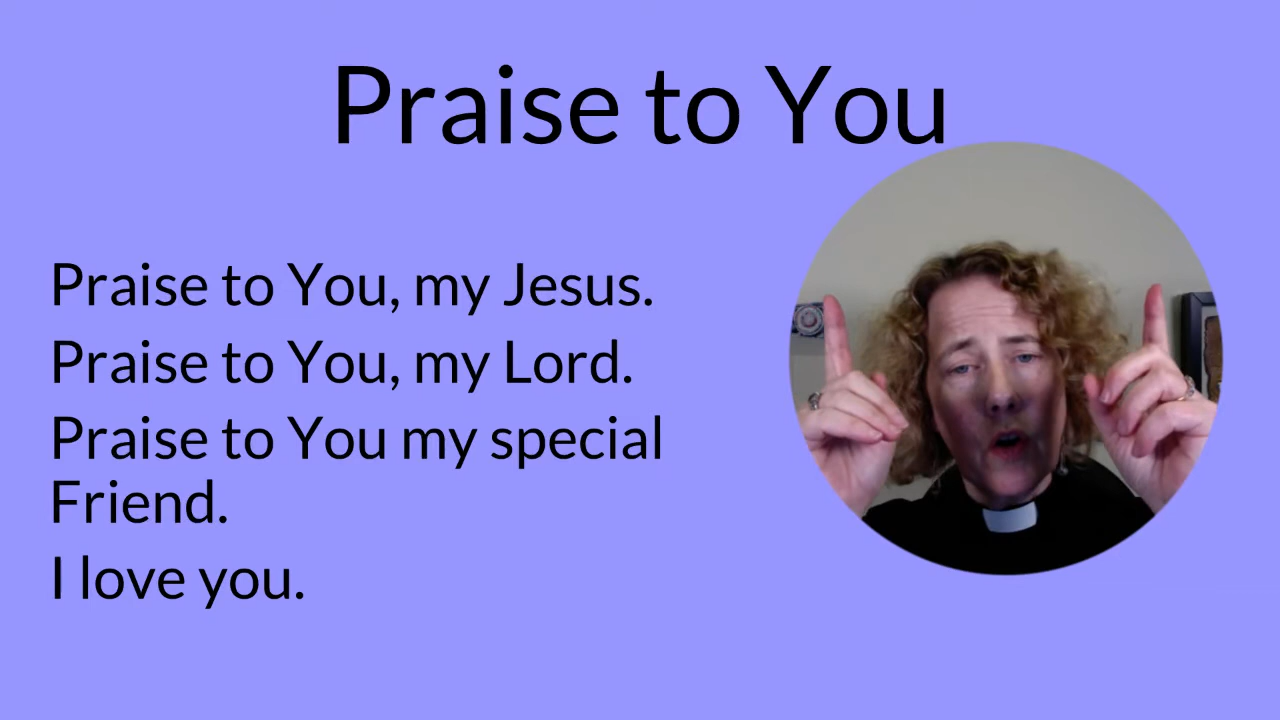 Praise to You
Praise to You, my Jesus.
Praise to You, my Lord.
Praise to You my special
Friend.
I love you.